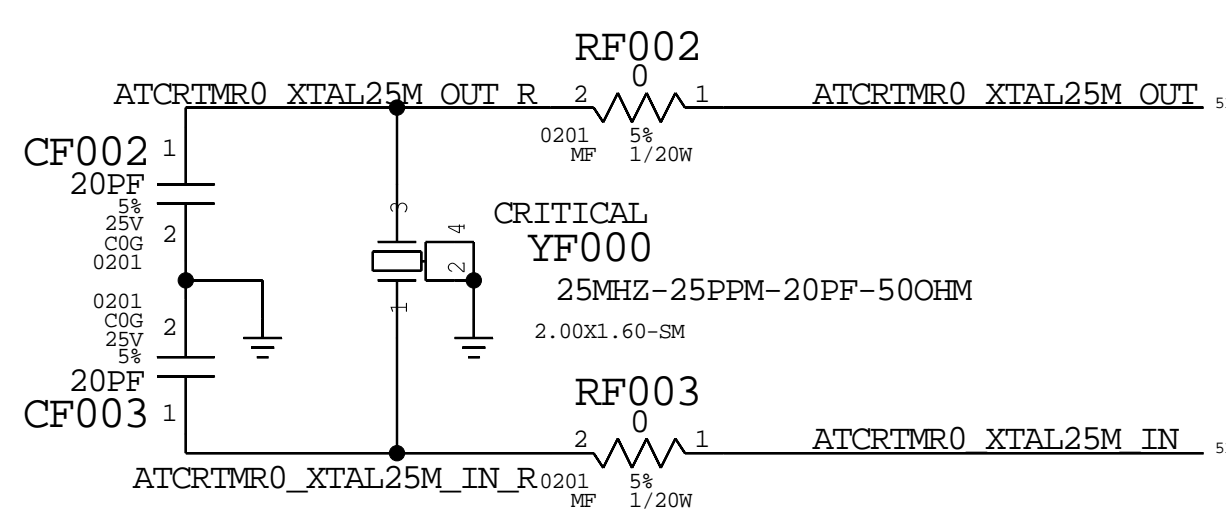 RF002
0
ATCRTMR0_XTAL25M_OUT_R 2 1 ATCRTMR0_XTAL25M_OUT
0201 5%
MF 1/20W
CF002 1
20PF
5%
25V
C0G
0201
2
3
4
2
1
CRITICAL
YF000
25MHZ-25PPM-20PF-50OHM
2.00X1.60-SM
0201
C0G
25V
5%
2
20PF
CF003 1
RF003
0
2 1 ATCRTMR0_XTAL25M_IN
ATCRTMR0_XTAL25M_IN_R 0201 5%
MF 1/20W